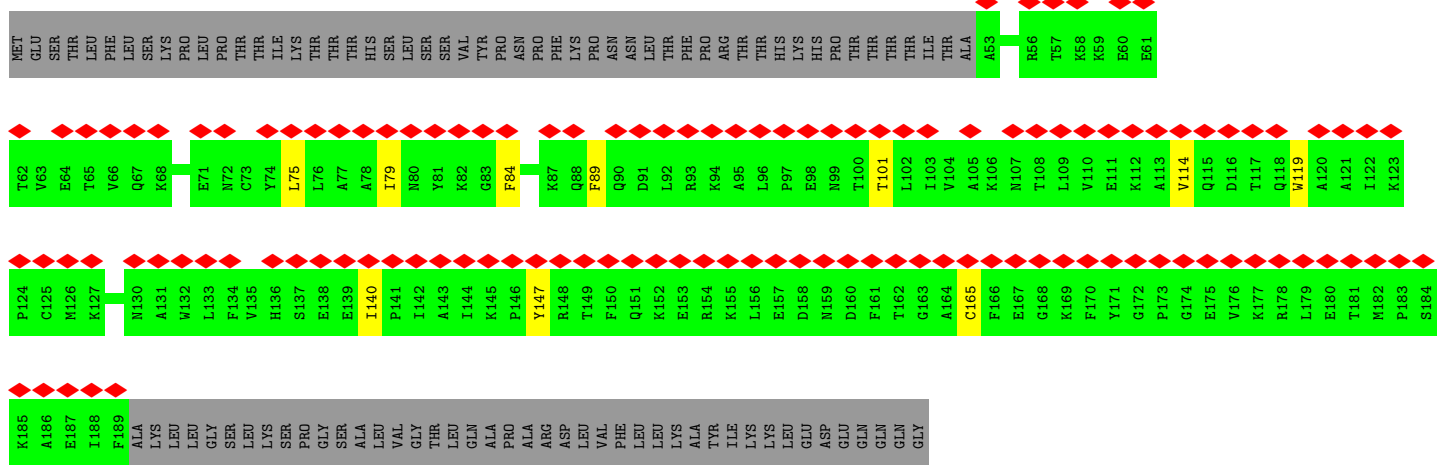 MET GLU SER THR LEU PHE LEU SER LYS PRO LEU PRO THR THR ILE LYS THR THR THR HIS SER LEU SER SER VAL TYR PRO ASN PRO PHE LYS PRO ASN ASN LEU THR PHE PRO ARG THR THR HIS LYS HIS PRO THR THR THR THR ILE THR ALA A53 R56 T57 K58 K59 E60 E61
T62 V63 E64 T65 V66 Q67 K68 E71 N72 C73 Y74 L75 L76 A77 A78 I79 N80 Y81 K82 G83 F84 K87 Q88 F89 Q90 D91 L92 R93 K94 A95 L96 P97 E98 N99 T100 T101 L102 I103 V104 A105 K106 N107 T108 L109 V110 E111 K112 A113 V114 Q115 D116 T117 Q118 W119 A120 A121 I122 K123
P124 C125 M126 K127 N130 A131 W132 L133 F134 V135 H136 S137 E138 E139 I140 P141 I142 A143 I144 K145 P146 Y147 R148 T149 F150 Q151 K152 E153 R154 K155 L156 E157 D158 N159 D160 F161 T162 G163 A164 C165 F166 E167 G168 K169 F170 Y171 G172 P173 G174 E175 V176 K177 R178 L179 E180 T181 M182 P183 S184
K185 A186 E187 I188 F189 ALA LYS LEU LEU GLY SER LEU LYS SER PRO GLY SER ALA LEU VAL GLY THR LEU GLN ALA PRO ALA ARG ASP LEU VAL PHE LEU LEU LYS ALA TYR ILE LYS LYS LEU GLU ASP GLU GLN GLN GLN GLY